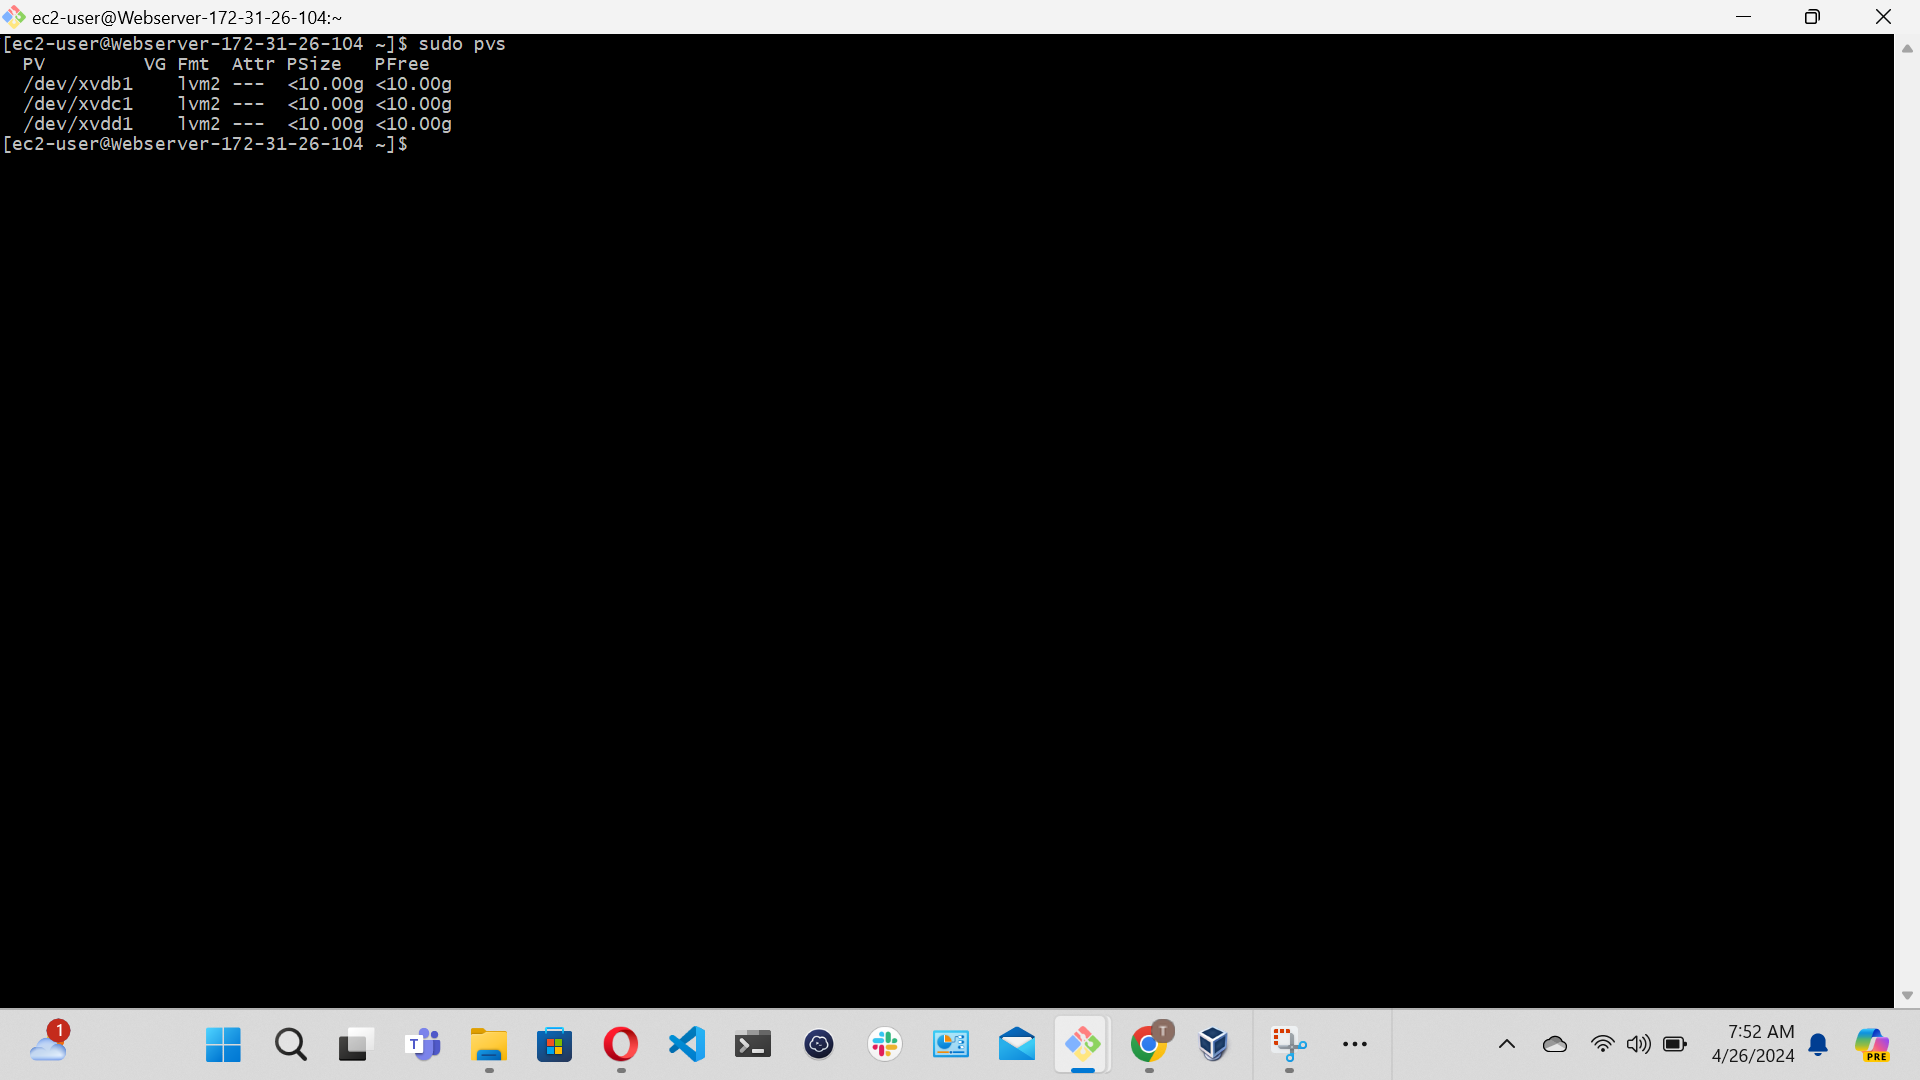 ec2-user@Webserver-172-31-26-104:~
[ec2-user@Webserver-172-31-26-104 ~]$ sudo pvs
  PV         VG Fmt  Attr PSize   PFree
  /dev/xvdb1    lvm2 ---  <10.00g <10.00g
  /dev/xvdc1    lvm2 ---  <10.00g <10.00g
  /dev/xvdd1    lvm2 ---  <10.00g <10.00g
[ec2-user@Webserver-172-31-26-104 ~]$
1
T
T
7:52 AM
4/26/2024
PRE